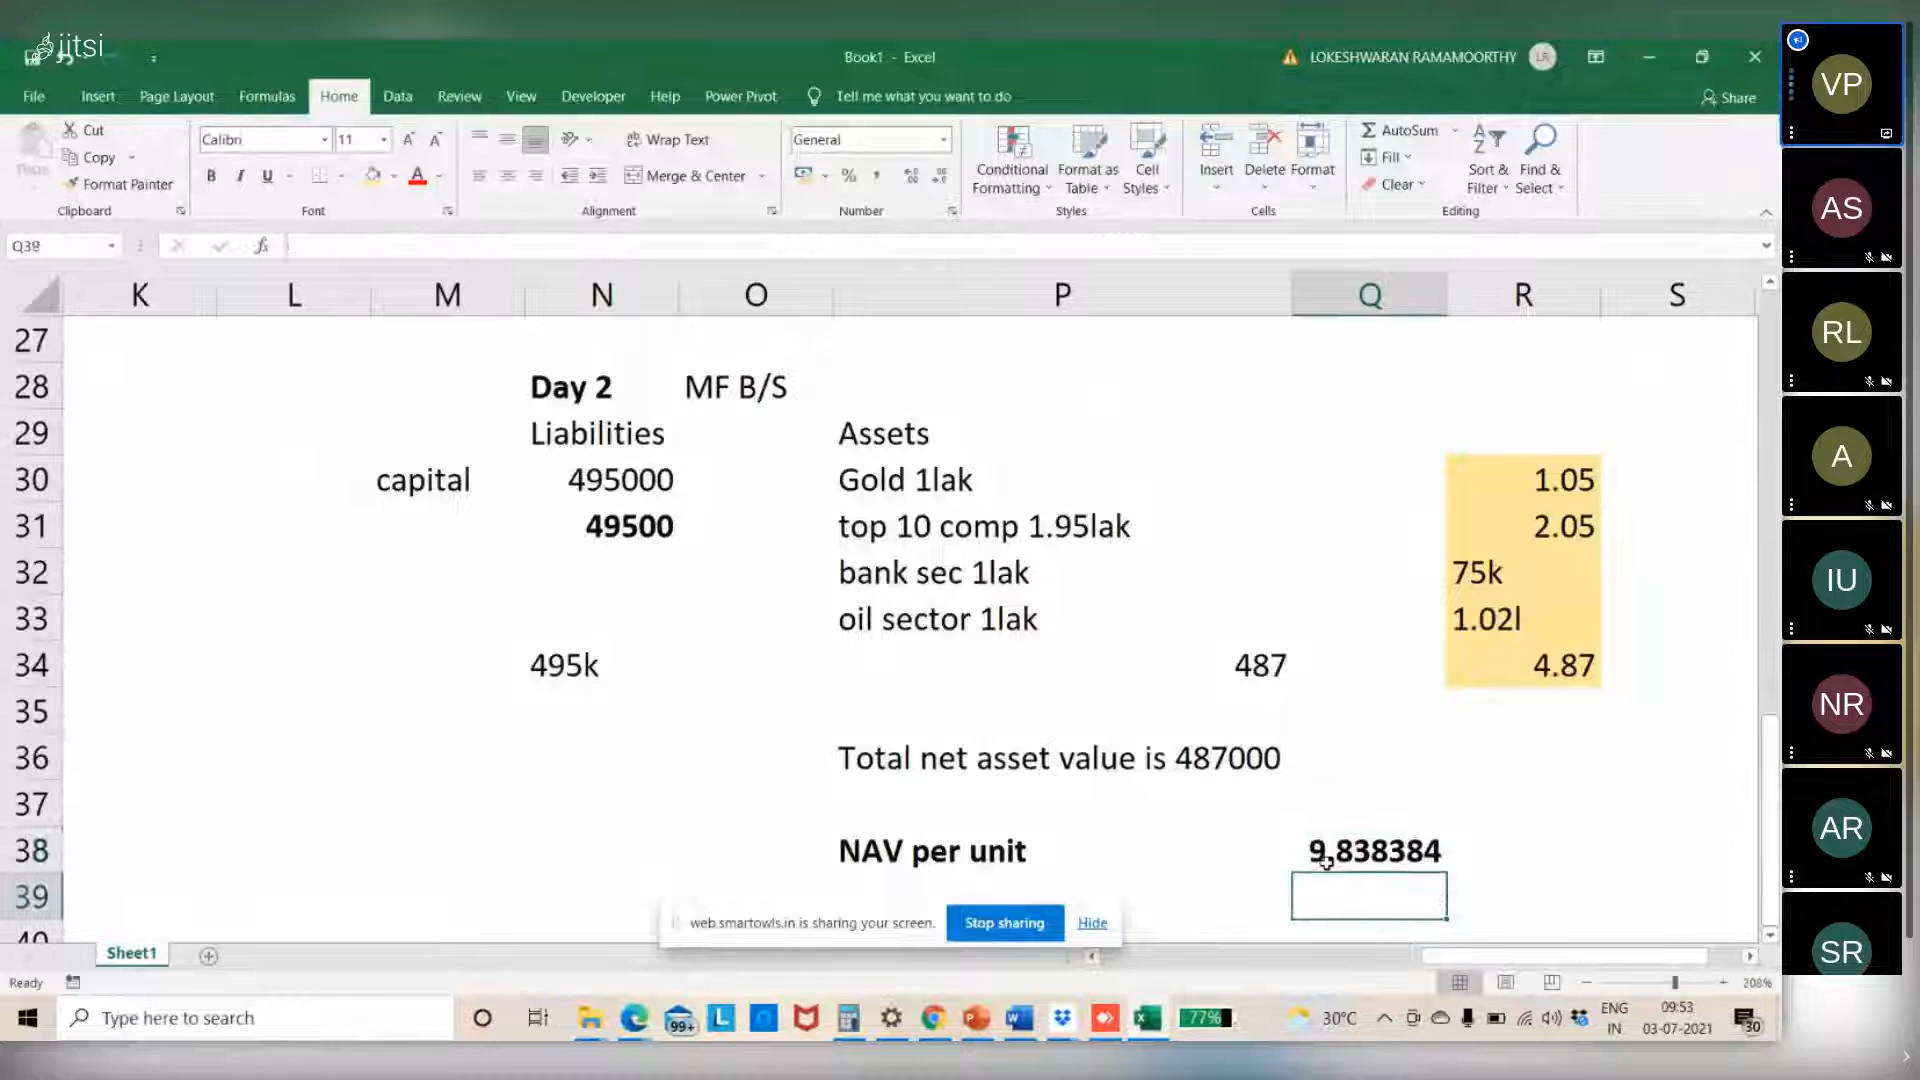 jitsi
Book1 - Excel
LOKESHWARAN RAMAMOORTHY
LR
File Insert Page Layout Formulas Home Data Review View Developer Help Power Pivot Tell me what you want to do
Share
Paste
Cut
Copy
Format Painter
Clipboard
Calibri 11
A A
B I U
A
Font
Wrap Text
Merge & Center
Alignment
General
%
Number
Conditional Formatting
Format as Table
Cell Styles
Styles
Insert Delete Format
Cells
AutoSum
Fill
Clear
Sort & Filter
Find & Select
Editing
Q39
fx
K L M N O P Q R S
27
28 Day 2 MF B/S
29 Liabilities Assets
30 capital 495000 Gold 1lak 1.05
31 49500 top 10 comp 1.95lak 2.05
32 bank sec 1lak 75k
33 oil sector 1lak 1.02l
34 495k 487 4.87
35
36 Total net asset value is 487000
37
38 NAV per unit 9.838384
39
40
web.smartowls.in is sharing your screen. Stop sharing Hide
Sheet1
Ready
208%
Type here to search
99+
77%
30°C
ENG
IN
09:53
03-07-2021
30
VP
AS
RL
A
IU
NR
AR
SR